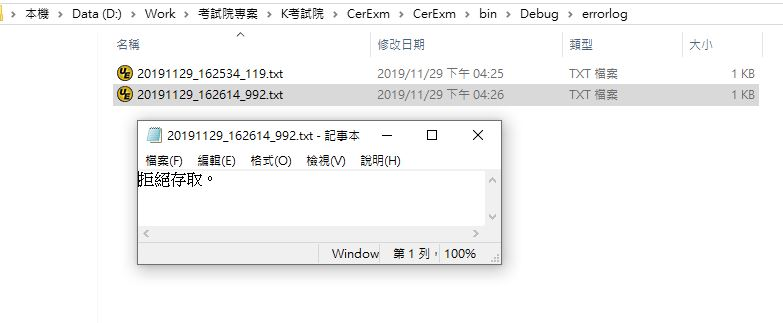 本機 > Data (D:) > Work > 考試院專案 > K考試院 > CerExm > CerExm > bin > Debug > errorlog
名稱 修改日期 類型 大小
20191129_162534_119.txt 2019/11/29 下午 04:25 TXT 檔案 1 KB
20191129_162614_992.txt 2019/11/29 下午 04:26 TXT 檔案 1 KB
20191129_162614_992.txt - 記事本
檔案(F) 編輯(E) 格式(O) 檢視(V) 說明(H)
拒絕存取。
Window 第 1 列， 100%